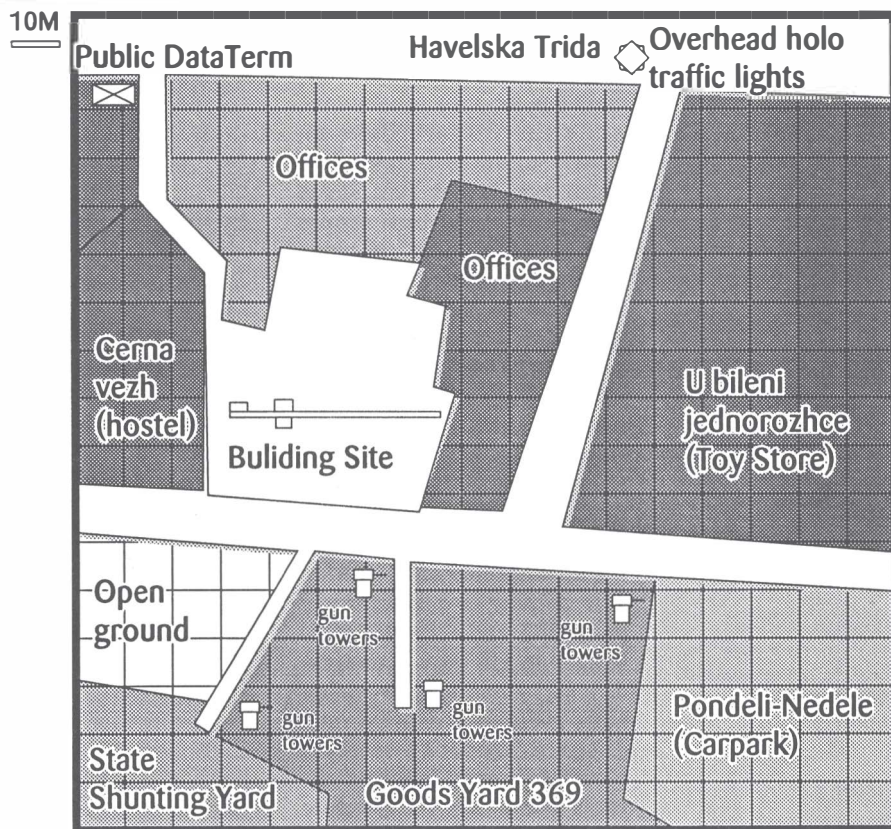 10M
Public DataTerm
Havelska Trida
Overhead holo
traffic lights
Offices
Offices
Cerna
vezh
(hostel)
U bileni
jednorozhce
(Toy Store)
Buliding Site
Open
ground
gun
towers
gun
towers
gun
towers
gun
towers
Pondeli-Nedele
(Carpark)
State
Shunting Yard
Goods Yard 369